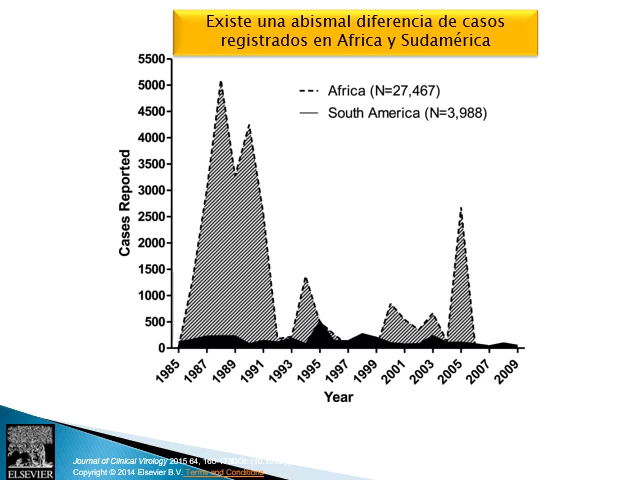 Existe una abismal diferencia de casos
registrados en Africa y Sudamérica
5500
5000
4500
4000
3500
3000
2500
2000
1500
1000
500
0
Cases Reported
Africa (N=27,467)
South America (N=3,988)
1985
1987
1989
1991
1993
1995
1997
1999
2001
2003
2005
2007
2009
Year
ELSEVIER
Journal of Clinical Virology 2015 64,
Copyright © 2014 Elsevier B.V. Terms and Conditions